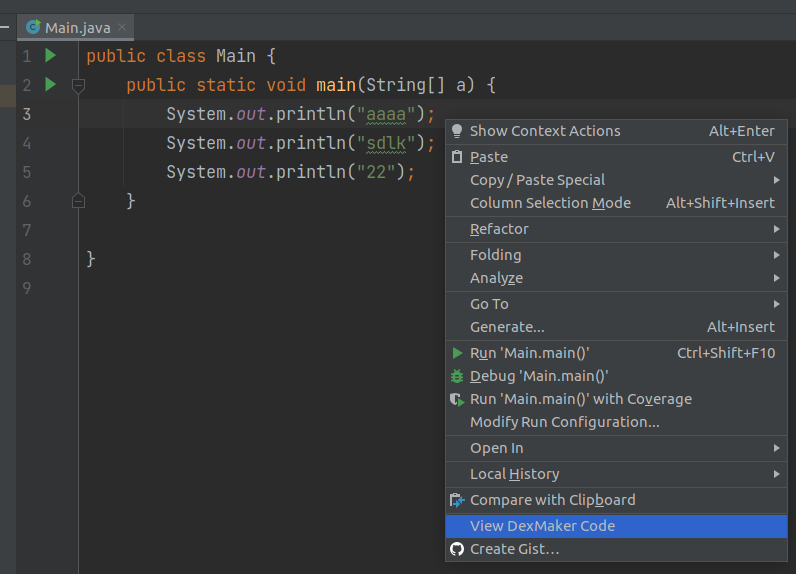 Main.java
1 public class Main {
2 public static void main(String[] a) {
3 System.out.println("aaaa");
4 System.out.println("sdlk");
5 System.out.println("22");
6 }
7
8 }
9
Show Context Actions Alt+Enter
Paste Ctrl+V
Copy / Paste Special
Column Selection Mode Alt+Shift+Insert
Refactor
Folding
Analyze
Go To
Generate... Alt+Insert
Run 'Main.main()' Ctrl+Shift+F10
Debug 'Main.main()'
Run 'Main.main()' with Coverage
Modify Run Configuration...
Open In
Local History
Compare with Clipboard
View DexMaker Code
Create Gist...